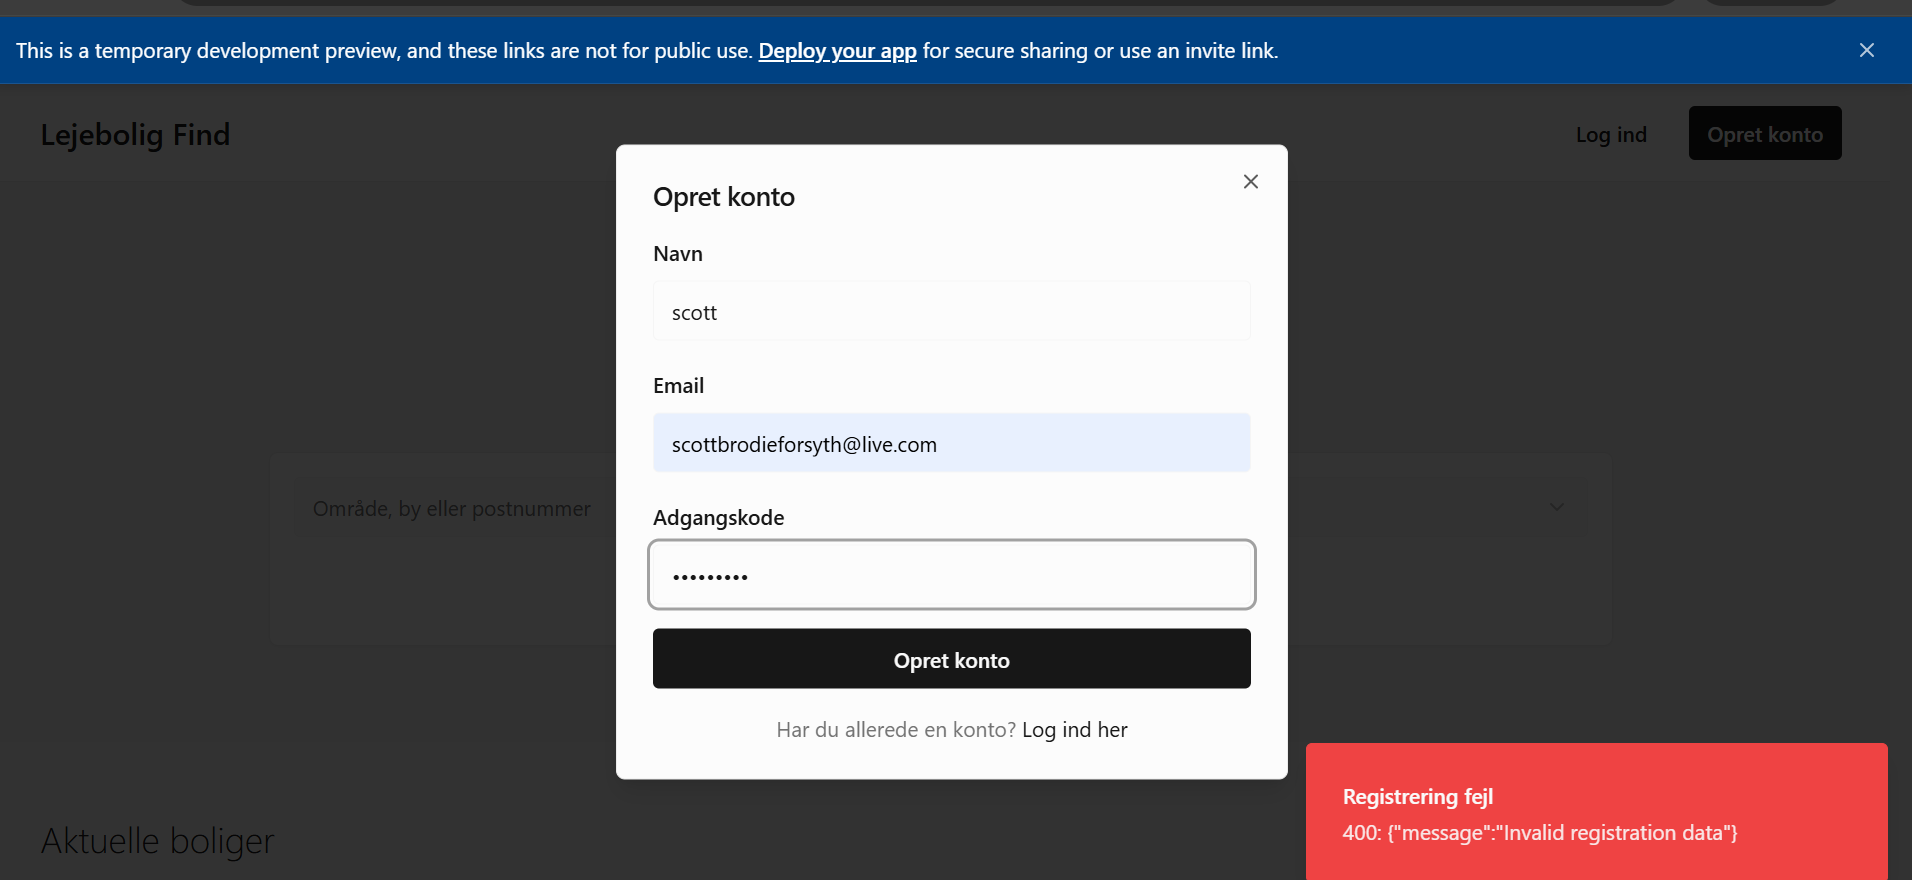 This is a temporary development preview, and these links are not for public use. Deploy your app for secure sharing or use an invite link.
Lejebolig Find
Log ind
Opret konto
Opret konto
Navn
scott
Email
scottbrodieforsyth@live.com
Område, by eller postnummer
Adgangskode
•••••••••
Opret konto
Har du allerede en konto? Log ind her
Registrering fejl
400: {"message":"Invalid registration data"}
Aktuelle boliger